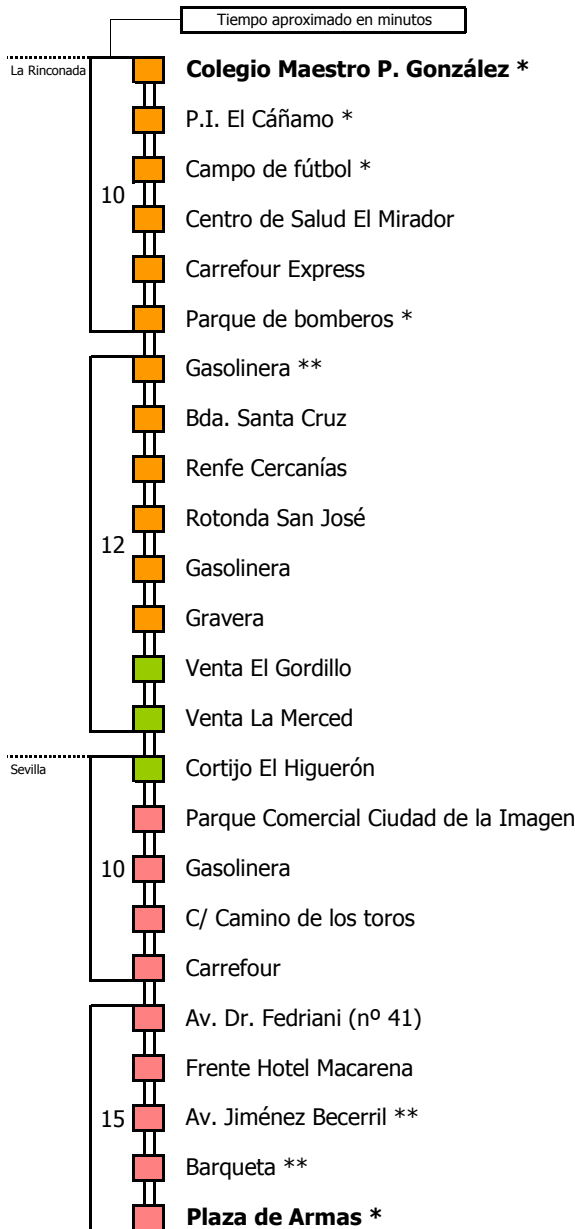 Tiempo aproximado en minutos
La Rinconada
Colegio Maestro P. González *
P.I. El Cáñamo *
Campo de fútbol *
10
Centro de Salud El Mirador
Carrefour Express
Parque de bomberos *
Gasolinera **
Bda. Santa Cruz
Renfe Cercanías
Rotonda San José
12
Gasolinera
Gravera
Venta El Gordillo
Venta La Merced
Sevilla
Cortijo El Higuerón
Parque Comercial Ciudad de la Imagen
10
Gasolinera
C/ Camino de los toros
Carrefour
Av. Dr. Fedriani (nº 41)
Frente Hotel Macarena
15
Av. Jiménez Becerril **
Barqueta **
Plaza de Armas *